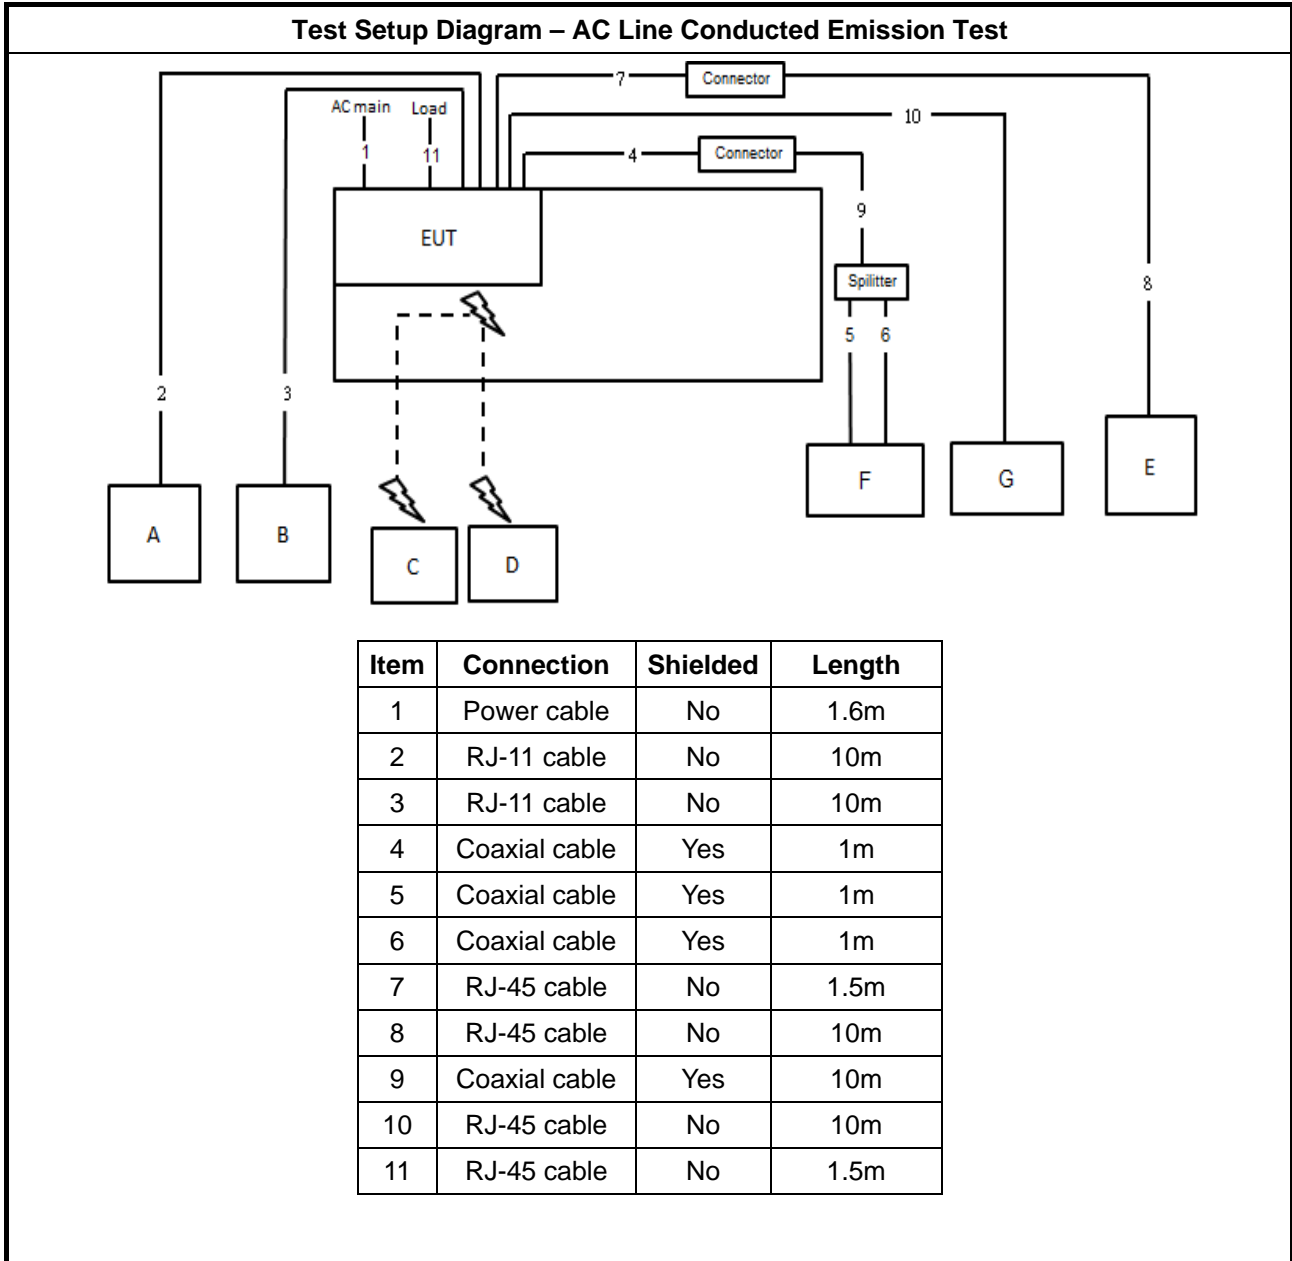 Test Setup Diagram – AC Line Conducted Emission Test
7
Connector
AC main
Load
10
1
11
4
Connector
9
EUT
Spilitter
8
5
6
2
3
E
F
G
A
B
C
D
Item Connection Shielded Length
1 Power cable No 1.6m
2 RJ-11 cable No 10m
3 RJ-11 cable No 10m
4 Coaxial cable Yes 1m
5 Coaxial cable Yes 1m
6 Coaxial cable Yes 1m
7 RJ-45 cable No 1.5m
8 RJ-45 cable No 10m
9 Coaxial cable Yes 10m
10 RJ-45 cable No 10m
11 RJ-45 cable No 1.5m